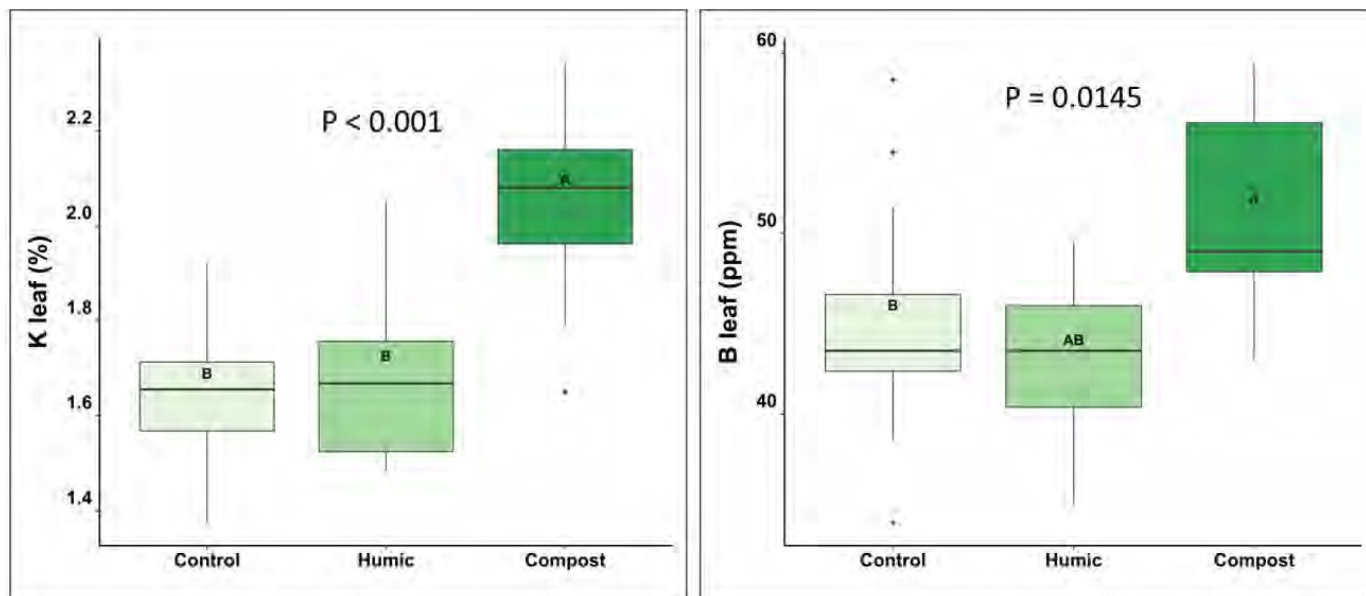 K leaf (%)
2.2
2.0
1.8
1.6
1.4
P < 0.001
B
B
A
Control Humic Compost
B leaf (ppm)
60
50
40
P = 0.0145
B
AB
Control Humic Compost